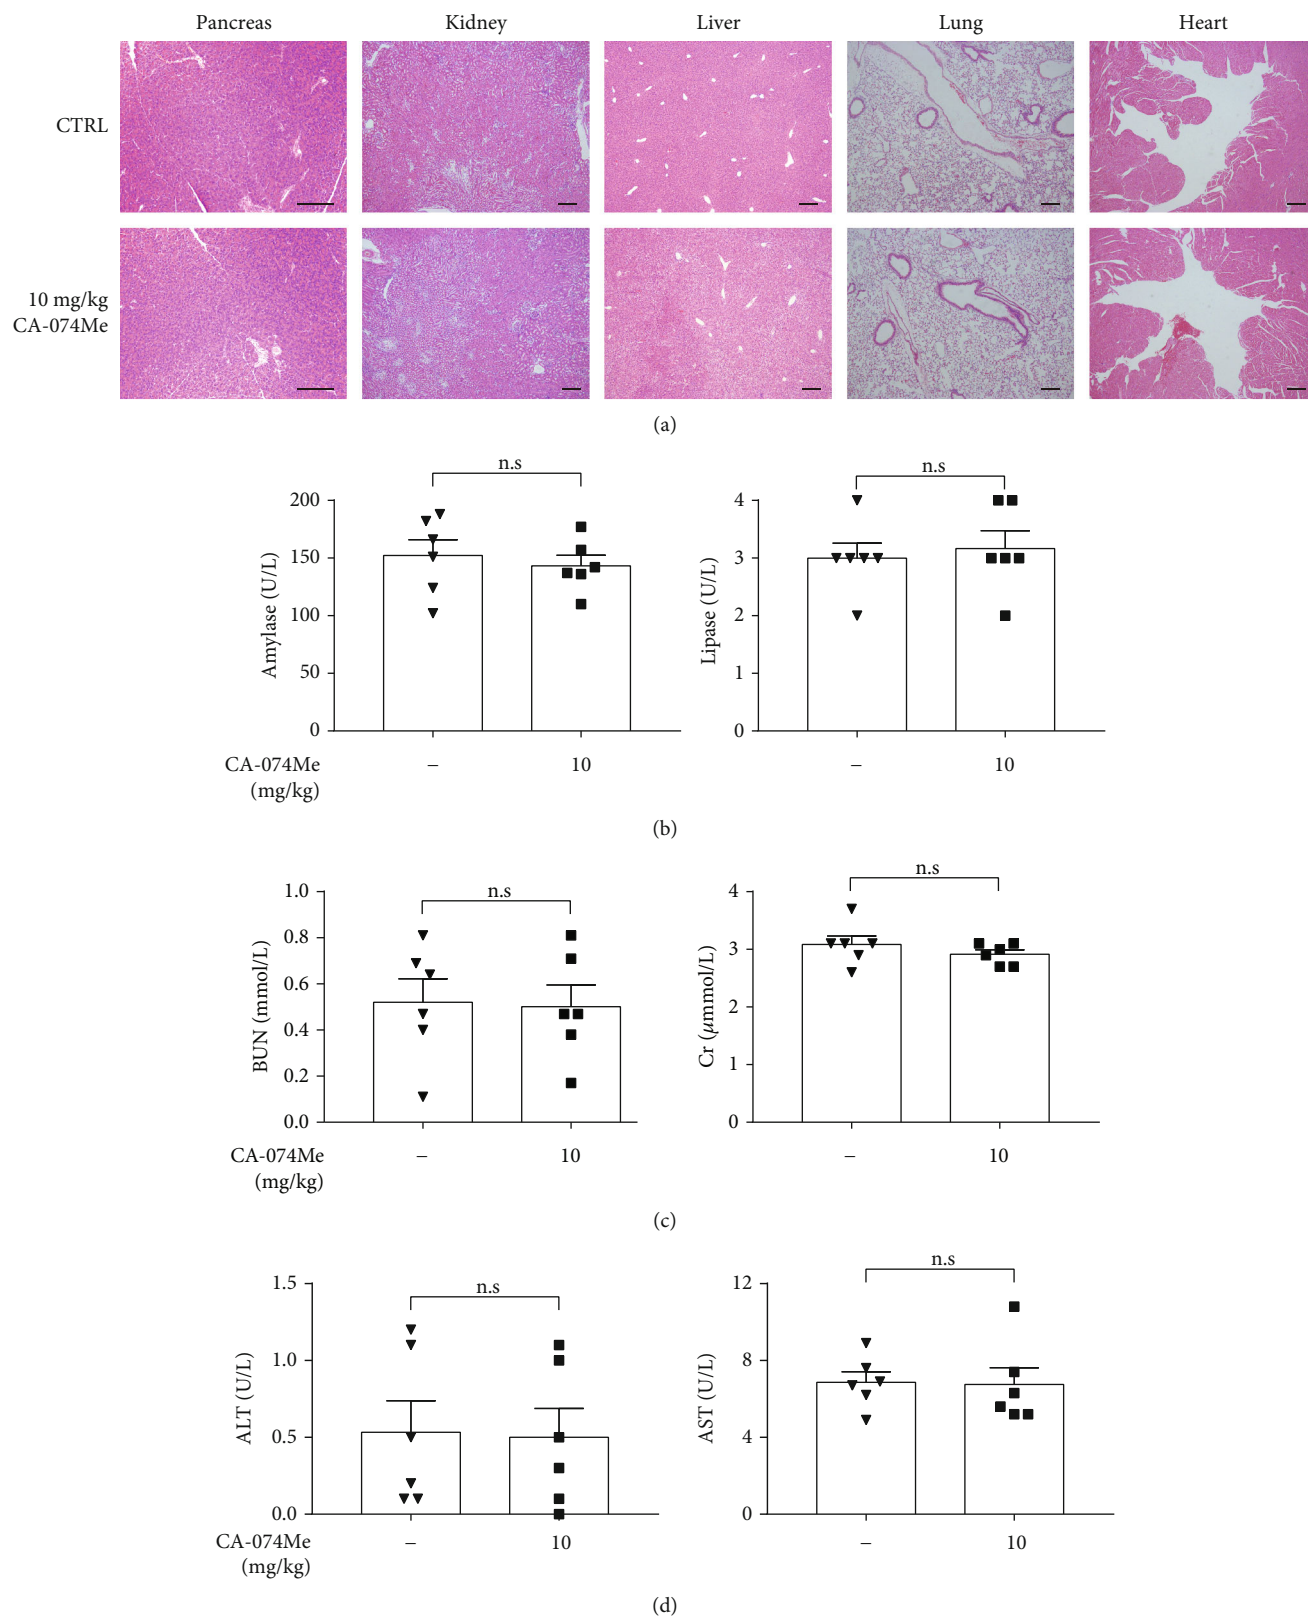 Pancreas Kidney Liver Lung Heart
CTRL
10 mg/kg
CA-074Me
(a)
n.s
200
150
100
50
0
Amylase (U/L)
– 10
CA-074Me
(mg/kg)
n.s
4
3
2
1
0
Lipase (U/L)
– 10
(b)
n.s
1.0
0.8
0.6
0.4
0.2
0.0
BUN (mmol/L)
– 10
CA-074Me
(mg/kg)
n.s
4
3
2
1
0
Cr (μmmol/L)
– 10
(c)
n.s
1.5
1.0
0.5
0.0
ALT (U/L)
– 10
CA-074Me
(mg/kg)
n.s
12
8
4
0
AST (U/L)
– 10
(d)